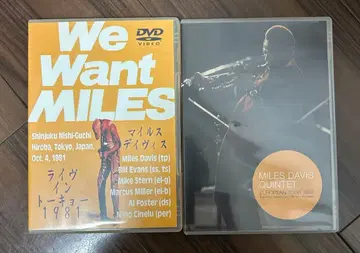 We
Want
MILES
DVD
VIDEO
Shinjuku Nishi-Guchi
Hiroba, Tokyo, Japan,
Oct. 4, 1981
マイルス
デイヴィス
ライヴ
イン
トーキョー
1981
Miles Davis (tp)
Bill Evans (ss, ts)
Mike Stern (el-g)
Marcus Miller (el-b)
Al Foster (ds)
Mino Cinelu (per)
MILES DAVIS
QUINTET
EUROPEAN TOUR